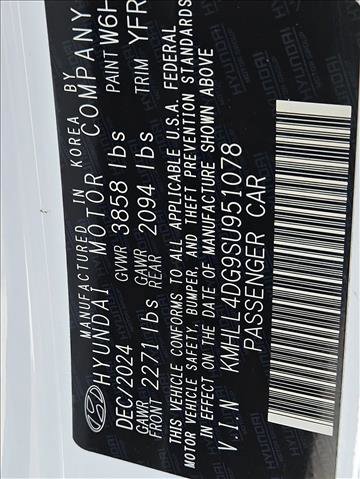 MANUFACTURED IN KOREA BY
HYUNDAI MOTOR COMPANY
DEC/2024 GVWR 3858 lbs PAINT W6H
GAWR FRONT 2271 lbs GAWR REAR 2094 lbs TRIM YFR
THIS VEHICLE CONFORMS TO ALL APPLICABLE U.S.A. FEDERAL
MOTOR VEHICLE SAFETY, BUMPER, AND THEFT PREVENTION STANDARDS
IN EFFECT ON THE DATE OF MANUFACTURE SHOWN ABOVE
V.I.N KMHLL4DG9SU951078
PASSENGER CAR